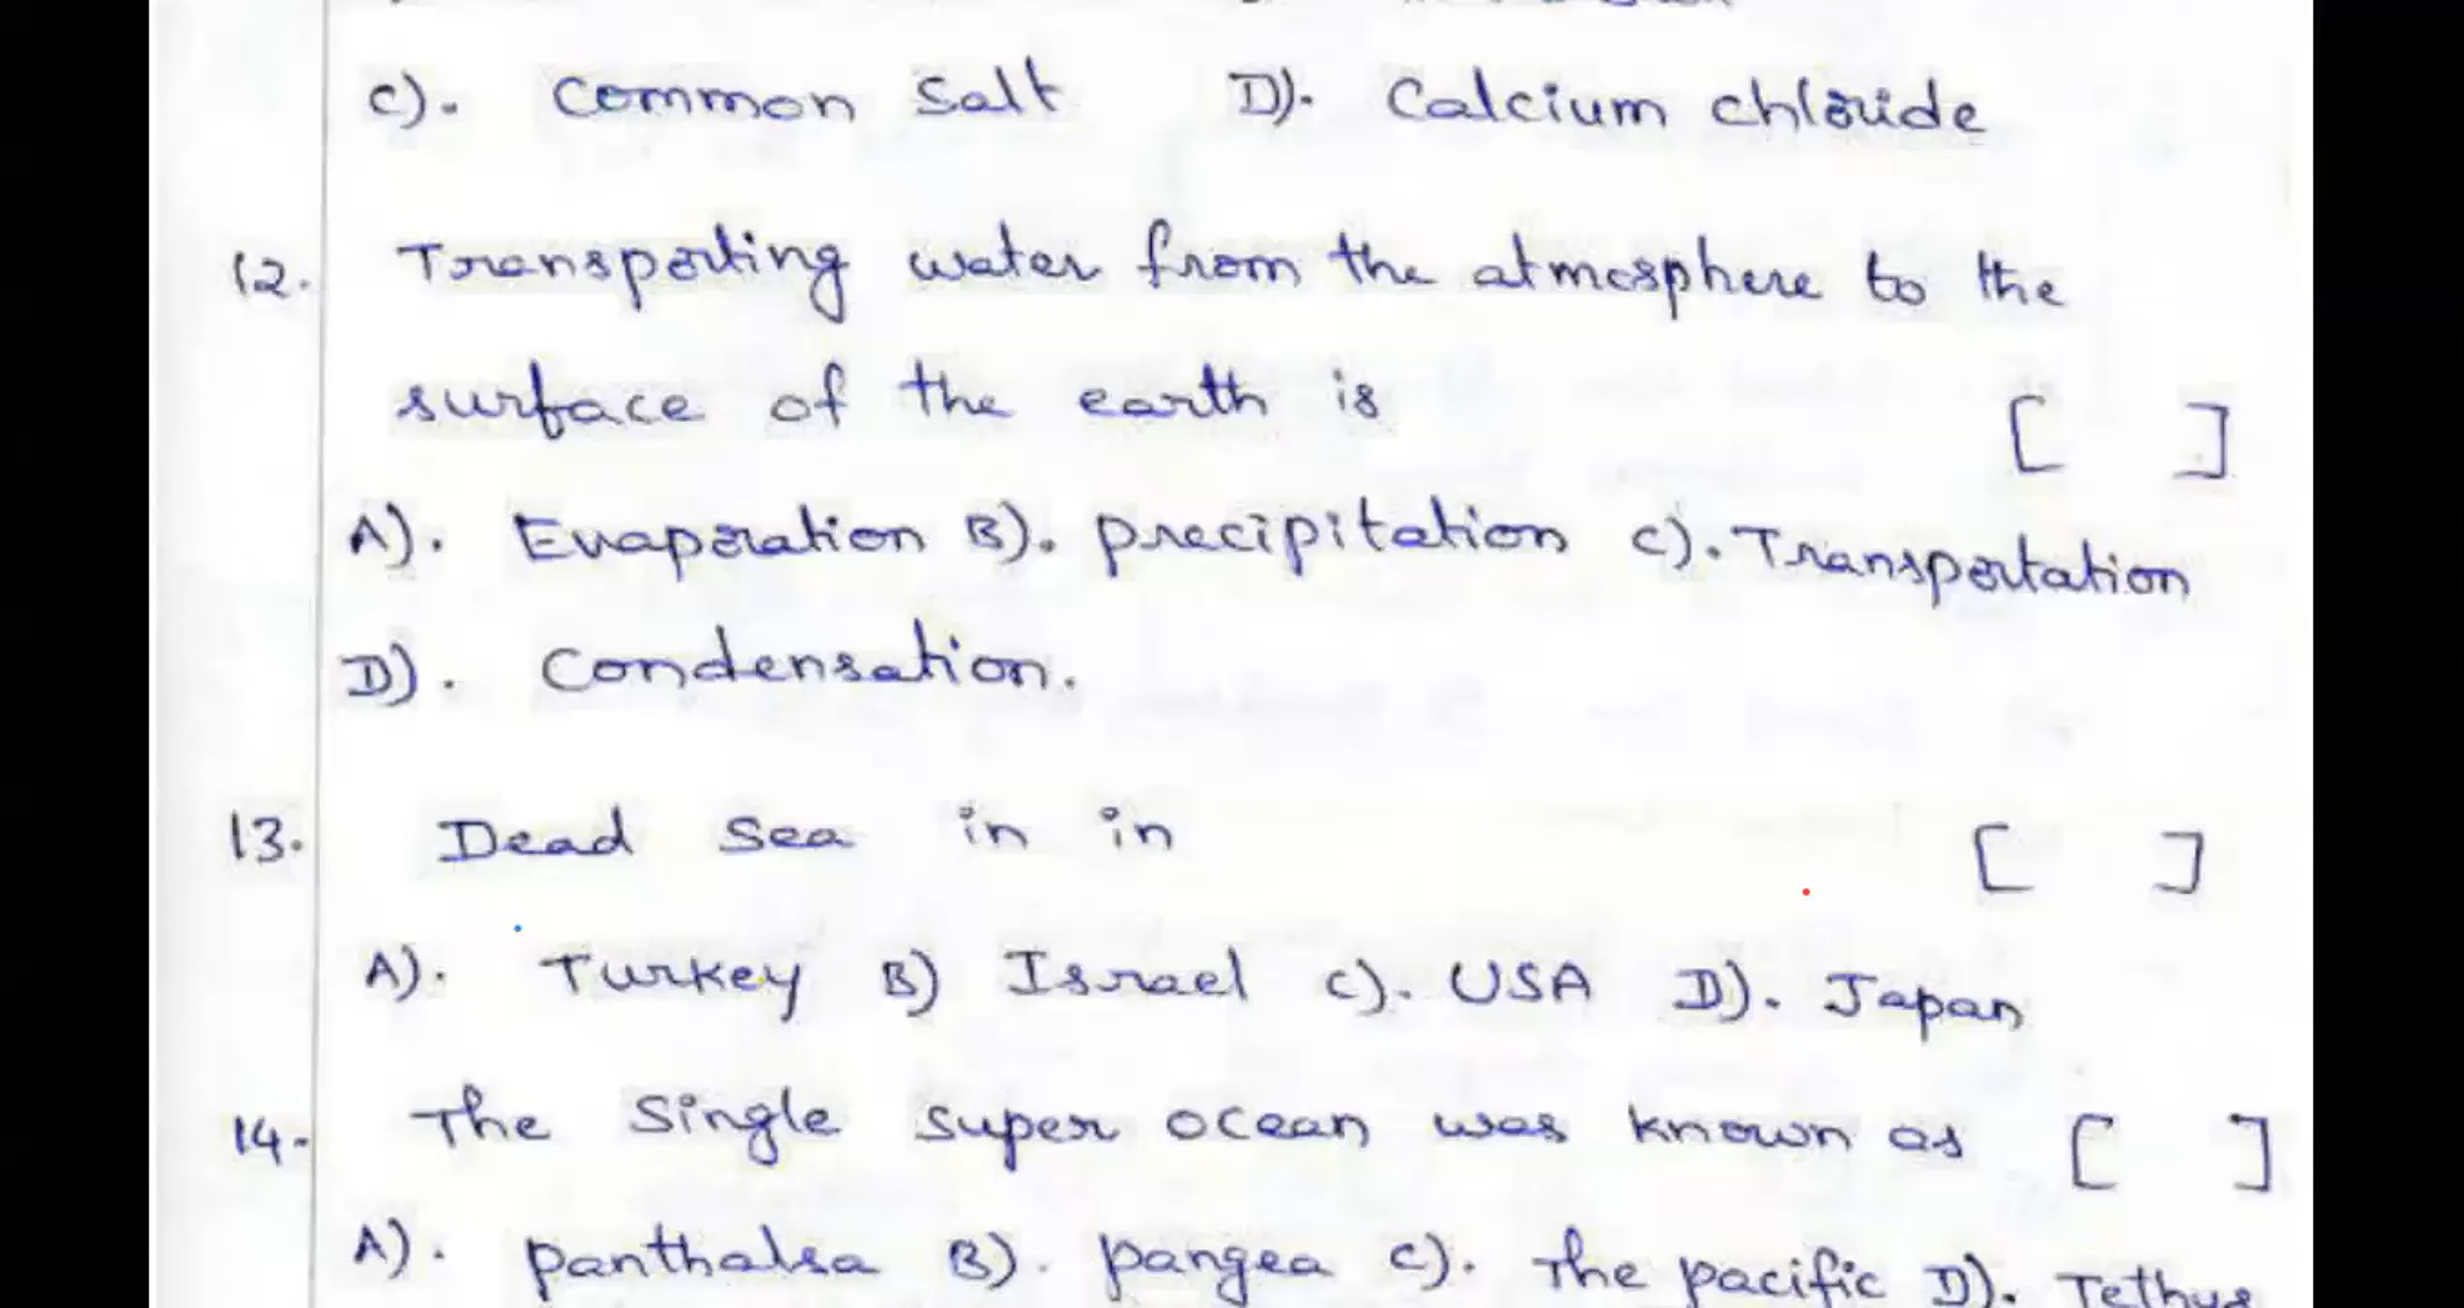 C). Common Salt D). Calcium chloride
12. Transporting water from the atmosphere to the
surface of the earth is [ ]
A). Evaporation B). precipitation C). Transportation
D). Condensation.
13. Dead Sea in in [ ]
A). Turkey B) Israel C). USA D). Japan
14. The Single super ocean was known as [ ]
A). panthalsa B). pangea C). The pacific D). Tethys